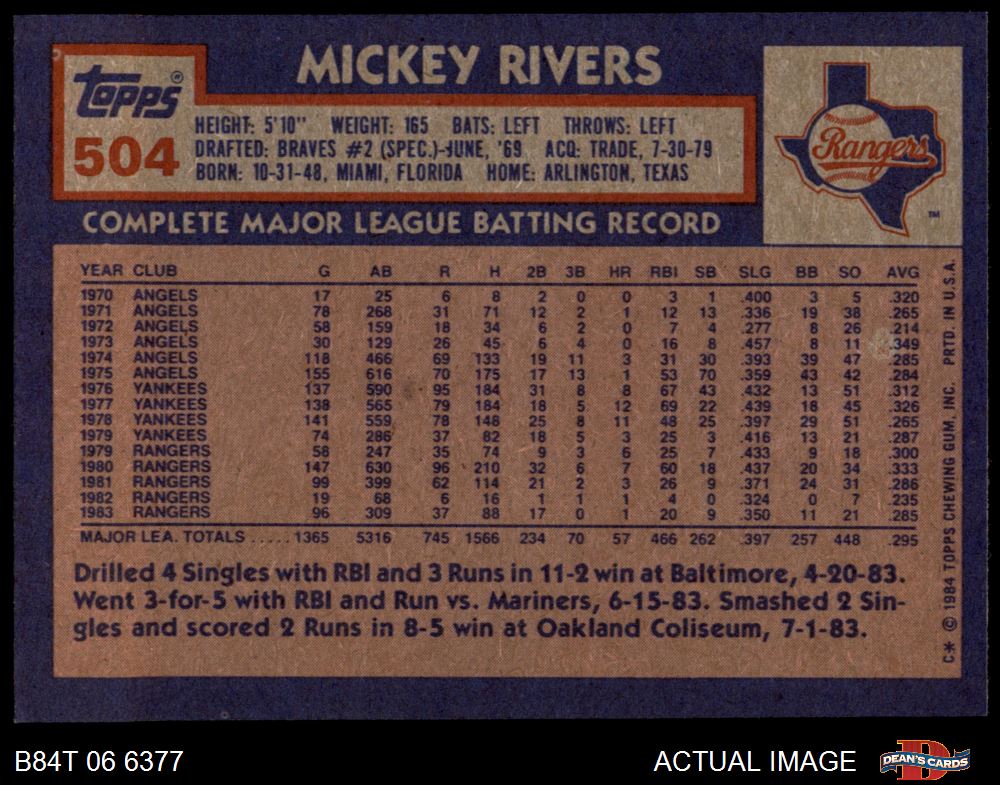 MICKEY RIVERS
Topps®
504
HEIGHT: 5'10" WEIGHT: 165 BATS: LEFT THROWS: LEFT
DRAFTED: BRAVES #2 (SPEC.)-JUNE, '69 ACQ: TRADE, 7-30-79
BORN: 10-31-48, MIAMI, FLORIDA HOME: ARLINGTON, TEXAS
Rangers
TM
COMPLETE MAJOR LEAGUE BATTING RECORD
YEAR CLUB G AB R H 2B 3B HR RBI SB SLG BB SO AVG
1970 ANGELS 17 25 6 8 2 0 0 3 1 .400 3 5 .320
1971 ANGELS 78 268 31 71 12 2 1 12 13 .336 19 38 .265
1972 ANGELS 58 159 18 34 6 2 0 7 4 .277 8 26 .214
1973 ANGELS 30 129 26 45 6 4 0 16 8 .457 8 11 .349
1974 ANGELS 118 466 69 133 19 11 3 31 30 .393 39 47 .285
1975 ANGELS 155 616 70 175 17 13 1 53 70 .359 43 42 .284
1976 YANKEES 137 590 95 184 31 8 8 67 43 .432 13 51 .312
1977 YANKEES 138 565 79 184 18 5 12 69 22 .439 18 45 .326
1978 YANKEES 141 559 78 148 25 8 11 48 25 .397 29 51 .265
1979 YANKEES 74 286 37 82 18 5 3 25 3 .416 13 21 .287
1979 RANGERS 58 247 35 74 9 3 6 25 7 .433 9 18 .300
1980 RANGERS 147 630 96 210 32 6 7 60 18 .437 20 34 .333
1981 RANGERS 99 399 62 114 21 2 3 26 9 .371 24 31 .286
1982 RANGERS 19 68 6 16 1 1 1 4 0 .324 0 7 .235
1983 RANGERS 96 309 37 88 17 0 1 20 9 .350 11 21 .285
MAJOR LEA. TOTALS ..... 1365 5316 745 1566 234 70 57 466 262 .397 257 448 .295
Drilled 4 Singles with RBI and 3 Runs in 11-2 win at Baltimore, 4-20-83.
Went 3-for-5 with RBI and Run vs. Mariners, 6-15-83. Smashed 2 Sin-
gles and scored 2 Runs in 8-5 win at Oakland Coliseum, 7-1-83.
C* © 1984 TOPPS CHEWING GUM, INC. PRTD. IN U.S.A.
B84T 06 6377
ACTUAL IMAGE
D
DEAN'S CARDS